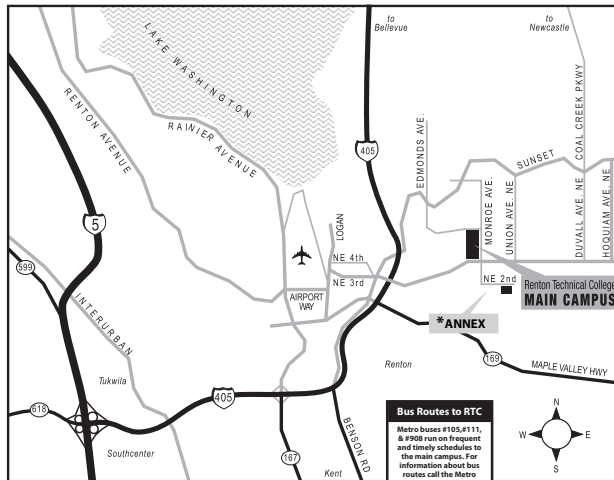 to
Bellevue
to
Newcastle
LAKE WASHINGTON
RENTON AVENUE
RAINIER AVENUE
405
EDMONDS AVE.
SUNSET
COAL CREEK PKWY
MONROE AVE.
UNION AVE. NE
DUVALL AVE. NE
HOQUIAM AVE. NE
5
599
INTERURBAN
LOGAN
NE 4th
NE 3rd
AIRPORT
WAY
NE 2nd
Renton Technical College
MAIN CAMPUS
*ANNEX
Renton
169
MAPLE VALLEY HWY
Tukwila
405
618
Southcenter
167
Kent
BENSON RD
Bus Routes to RTC
Metro buses #105,#111,
& #908 run on frequent
and timely schedules to
the main campus. For
information about bus
routes call the Metro
N
W
E
S